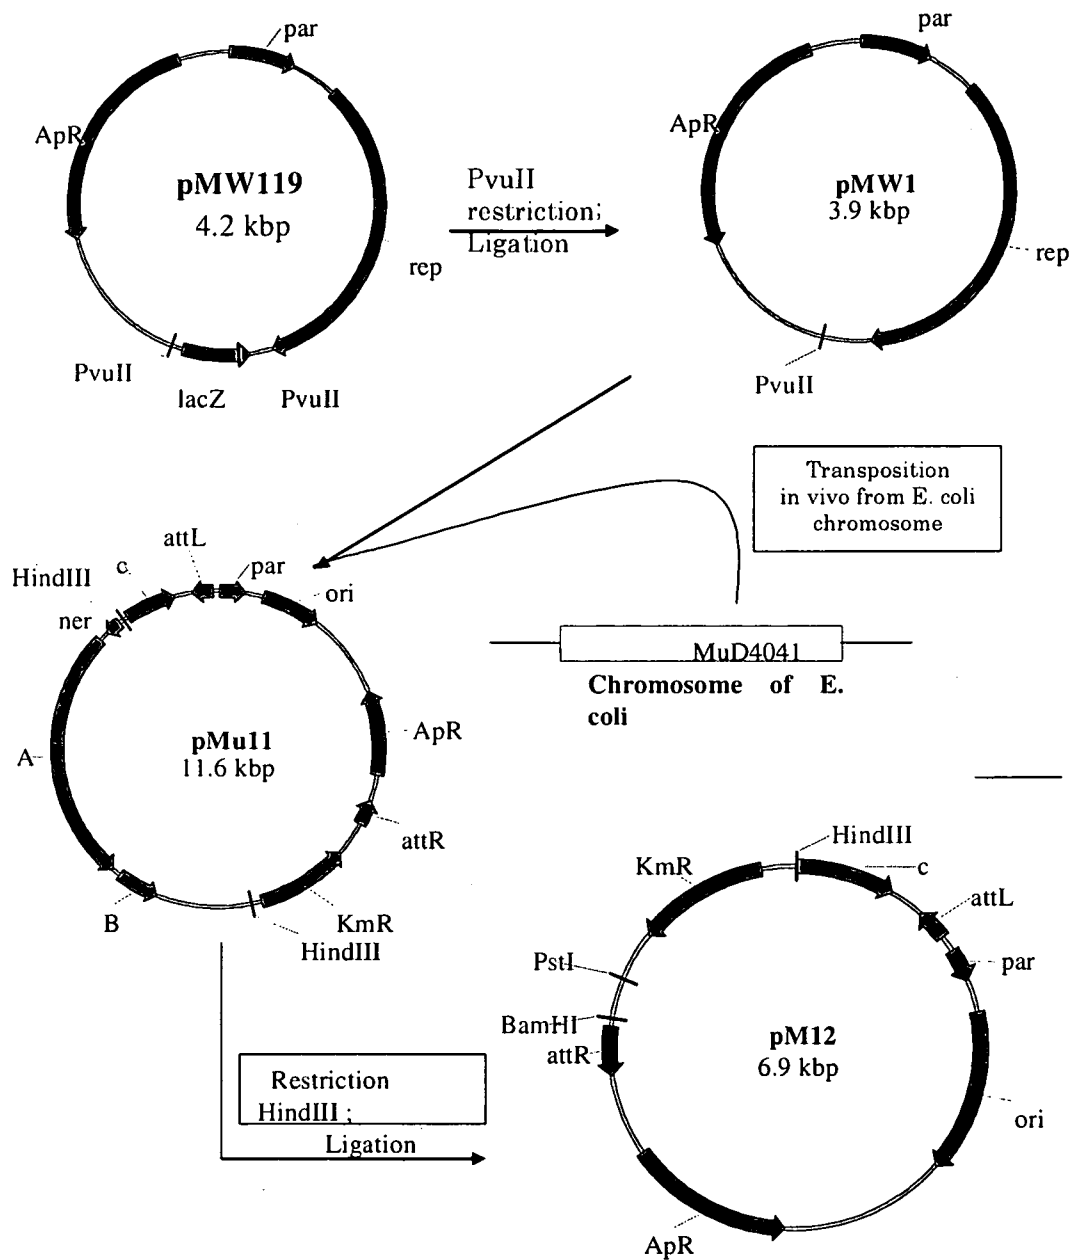 par
ApR
pMW119
4.2 kbp
rep
PvuII
lacZ
PvuII
PvuII
restriction;
Ligation
par
ApR
pMW1
3.9 kbp
rep
PvuII
Transposition
in vivo from E. coli
chromosome
MuD4041
Chromosome of E.
coli
attL
par
HindIII
c
ori
ner
A
pMu11
11.6 kbp
ApR
attR
B
KmR
HindIII
Restriction
HindIII ;
Ligation
HindIII
KmR
c
attL
PstI
par
BamHI
attR
pM12
6.9 kbp
ori
ApR